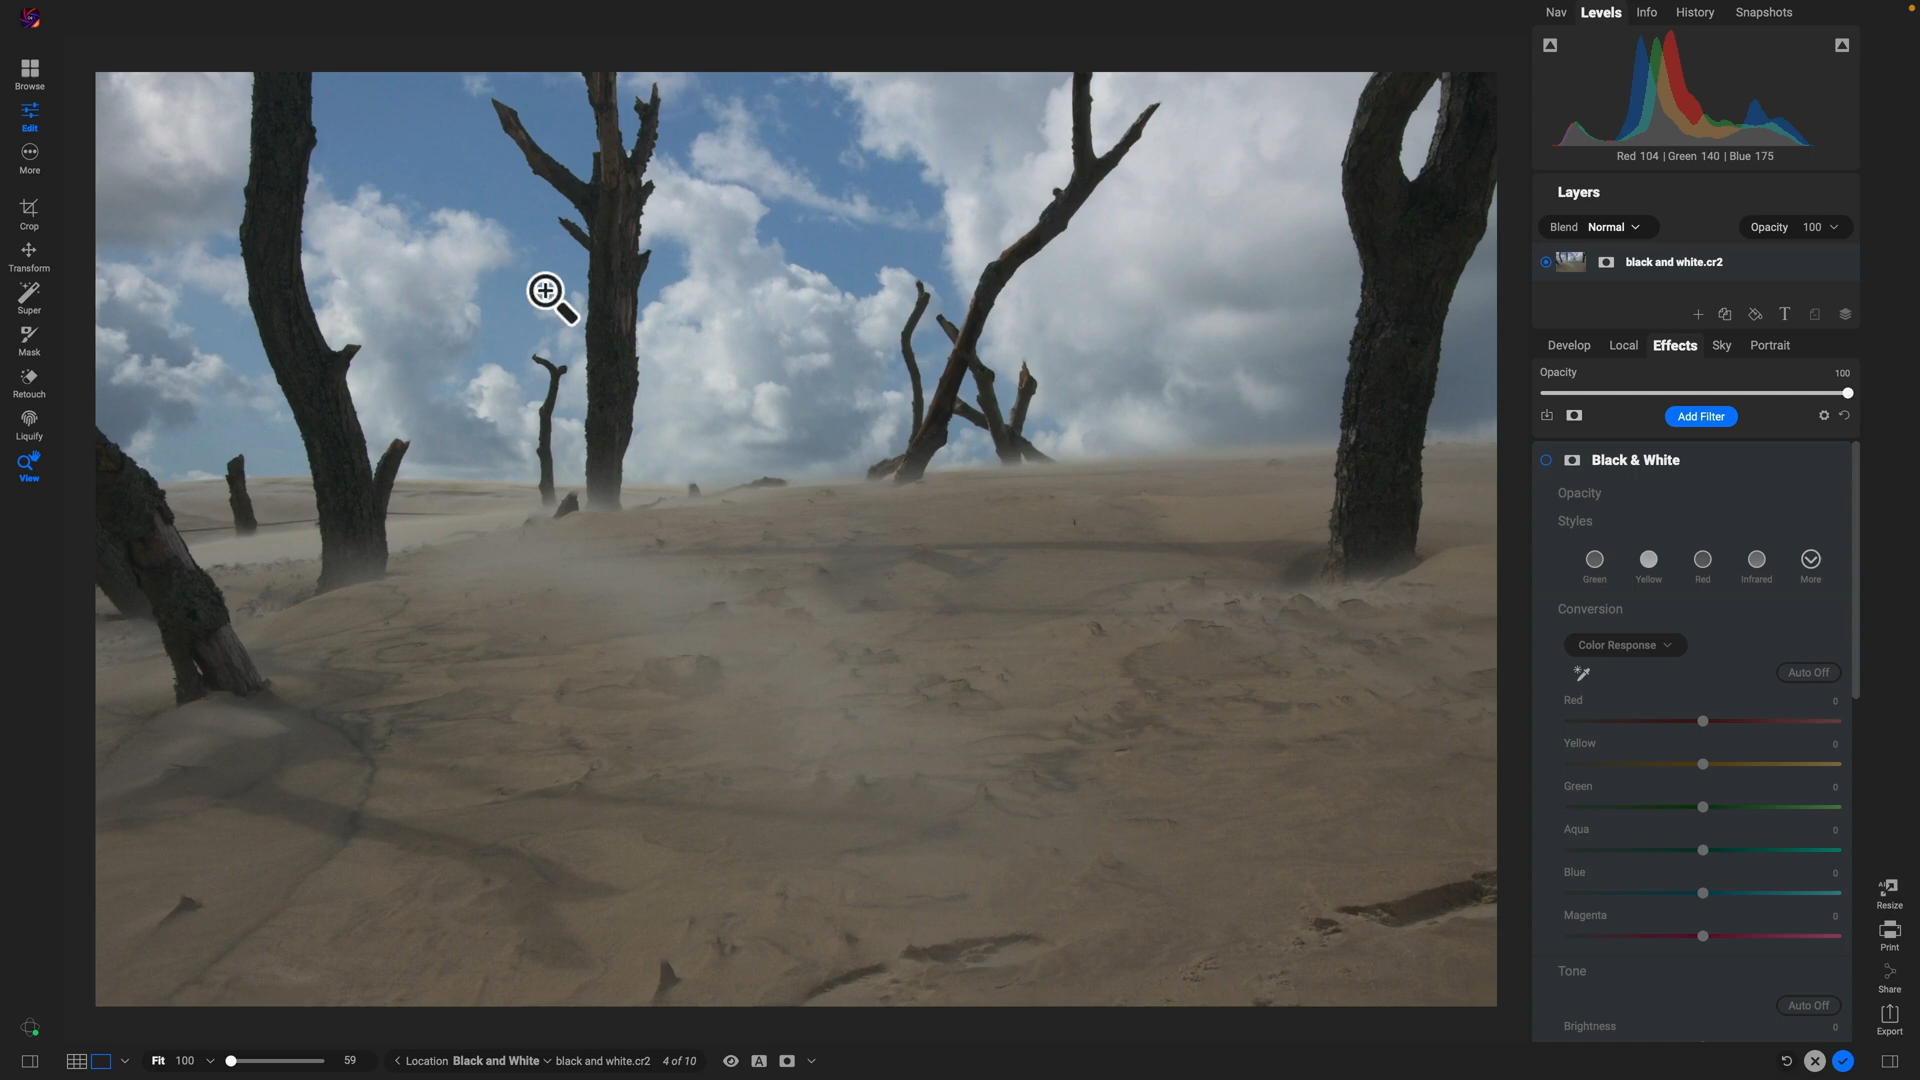 Nav Levels Info History Snapshots
Red 104 | Green 140 | Blue 175
Layers
Blend Normal Opacity 100
black and white.cr2
T
Develop Local Effects Sky Portrait
Opacity 100
Add Filter
Black & White
Opacity
Styles
Green Yellow Red Infrared More
Conversion
Color Response
Auto Off
Red 0
Yellow 0
Green 0
Aqua 0
Blue 0
Magenta 0
Tone
Auto Off
Brightness 0
Browse
Edit
More
Crop
Transform
Super
Mask
Retouch
Liquify
View
AI
Resize
Print
Share
Export
Fit 100 59 Location Black and White black and white.cr2 4 of 10 A